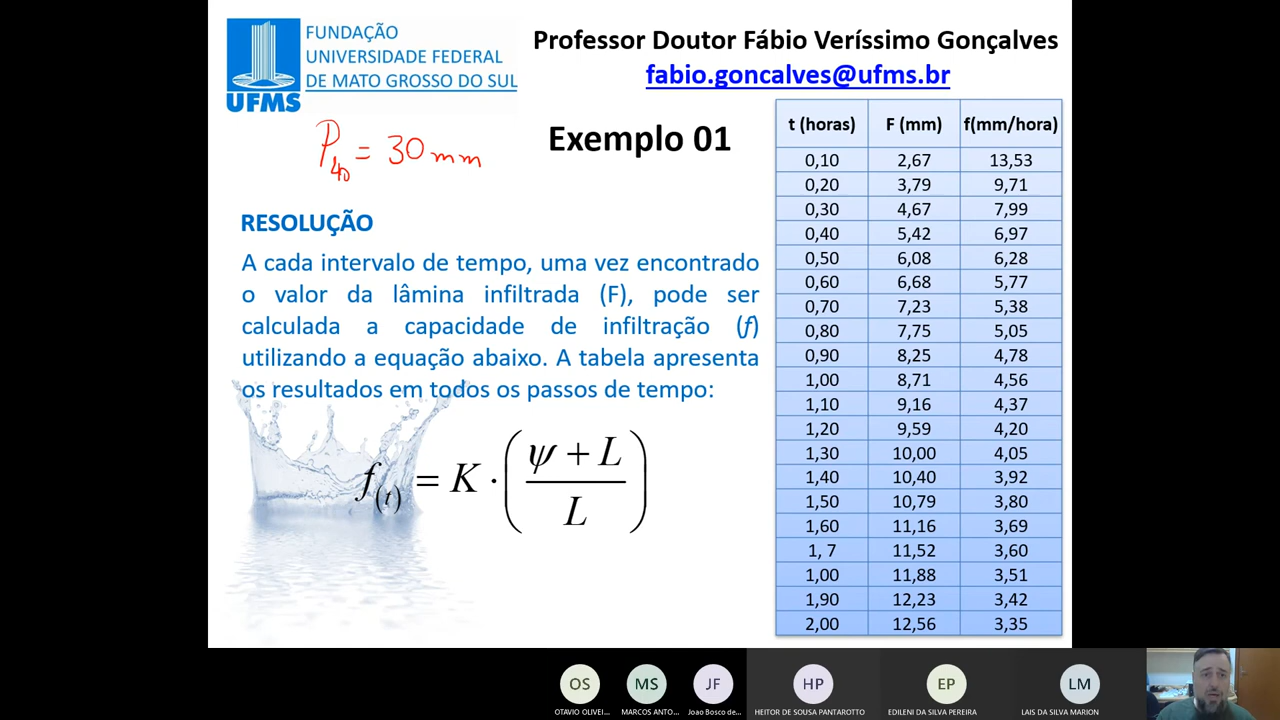 FUNDAÇÃO
UNIVERSIDADE FEDERAL
DE MATO GROSSO DO SUL
UFMS
Professor Doutor Fábio Veríssimo Gonçalves
fabio.goncalves@ufms.br
P40 = 30 mm
Exemplo 01
RESOLUÇÃO
A cada intervalo de tempo, uma vez encontrado
o valor da lâmina infiltrada (F), pode ser
calculada a capacidade de infiltração (f)
utilizando a equação abaixo. A tabela apresenta
os resultados em todos os passos de tempo:
f(t) = K · ( ψ + L / L )
t (horas) F (mm) f(mm/hora)
0,10 2,67 13,53
0,20 3,79 9,71
0,30 4,67 7,99
0,40 5,42 6,97
0,50 6,08 6,28
0,60 6,68 5,77
0,70 7,23 5,38
0,80 7,75 5,05
0,90 8,25 4,78
1,00 8,71 4,56
1,10 9,16 4,37
1,20 9,59 4,20
1,30 10,00 4,05
1,40 10,40 3,92
1,50 10,79 3,80
1,60 11,16 3,69
1, 7 11,52 3,60
1,00 11,88 3,51
1,90 12,23 3,42
2,00 12,56 3,35
OS MS JF HP EP LM
OTAVIO OLIVEI... MARCOS ANTO... Joao Bosco de... HEITOR DE SOUSA PANTAROTTO EDILENI DA SILVA PEREIRA LAIS DA SILVA MARION